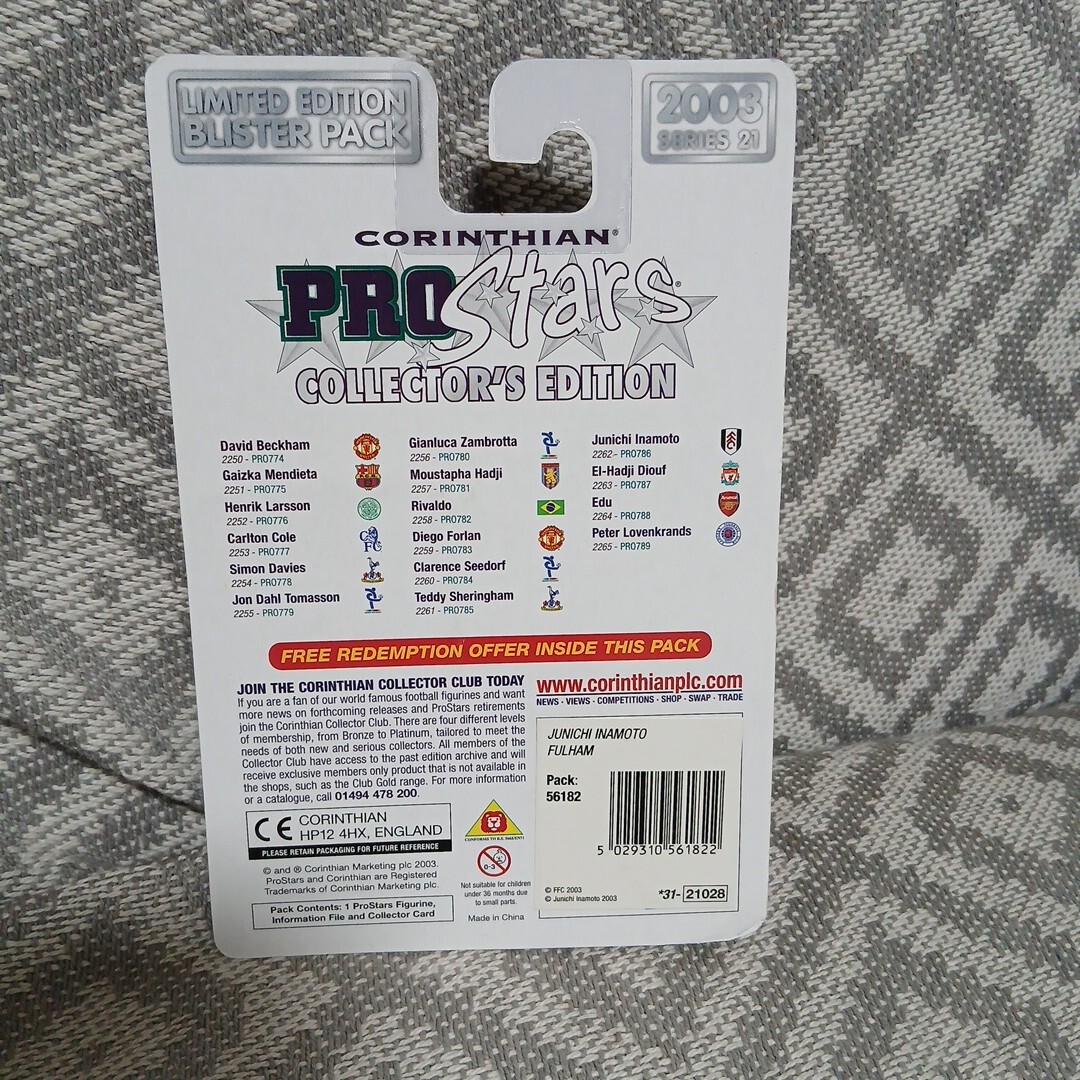 LIMITED EDITION
BLISTER PACK
2003
SERIES 21
CORINTHIAN®
PROStars®
COLLECTOR'S EDITION
David Beckham
2250 - PRO774
Gaizka Mendieta
2251 - PRO775
Henrik Larsson
2252 - PRO776
Carlton Cole
2253 - PRO777
Simon Davies
2254 - PRO778
Jon Dahl Tomasson
2255 - PRO779
Gianluca Zambrotta
2256 - PRO780
Moustapha Hadji
2257 - PRO781
Rivaldo
2258 - PRO782
Diego Forlan
2259 - PRO783
Clarence Seedorf
2260 - PRO784
Teddy Sheringham
2261 - PRO785
Junichi Inamoto
2262- PRO786
El-Hadji Diouf
2263 - PRO787
Edu
2264 - PRO788
Peter Lovenkrands
2265 - PRO789
FREE REDEMPTION OFFER INSIDE THIS PACK
JOIN THE CORINTHIAN COLLECTOR CLUB TODAY
If you are a fan of our world famous football figurines and want
more news on forthcoming releases and ProStars retirements
join the Corinthian Collector Club. There are four different levels
of membership, from Bronze to Platinum, tailored to meet the
needs of both new and serious collectors. All members of the
Collector Club have access to the past edition archive and will
receive exclusive members only product that is not available in
the shops, such as the Club Gold range. For more information
or a catalogue, call 01494 478 200.
www.corinthianplc.com
NEWS - VIEWS - COMPETITIONS - SHOP - SWAP - TRADE
CE CORINTHIAN
HP12 4HX, ENGLAND
PLEASE RETAIN PACKAGING FOR FUTURE REFERENCE
© and ® Corinthian Marketing plc 2003.
ProStars and Corinthian are Registered
Trademarks of Corinthian Marketing plc.
Pack Contents: 1 ProStars Figurine,
Information File and Collector Card
0-3
Not suitable for children
under 36 months due
to small parts.
Made in China
JUNICHI INAMOTO
FULHAM
Pack:
56182
5 029310 561822
© FFC 2003
© Junichi Inamoto 2003
*31- 21028